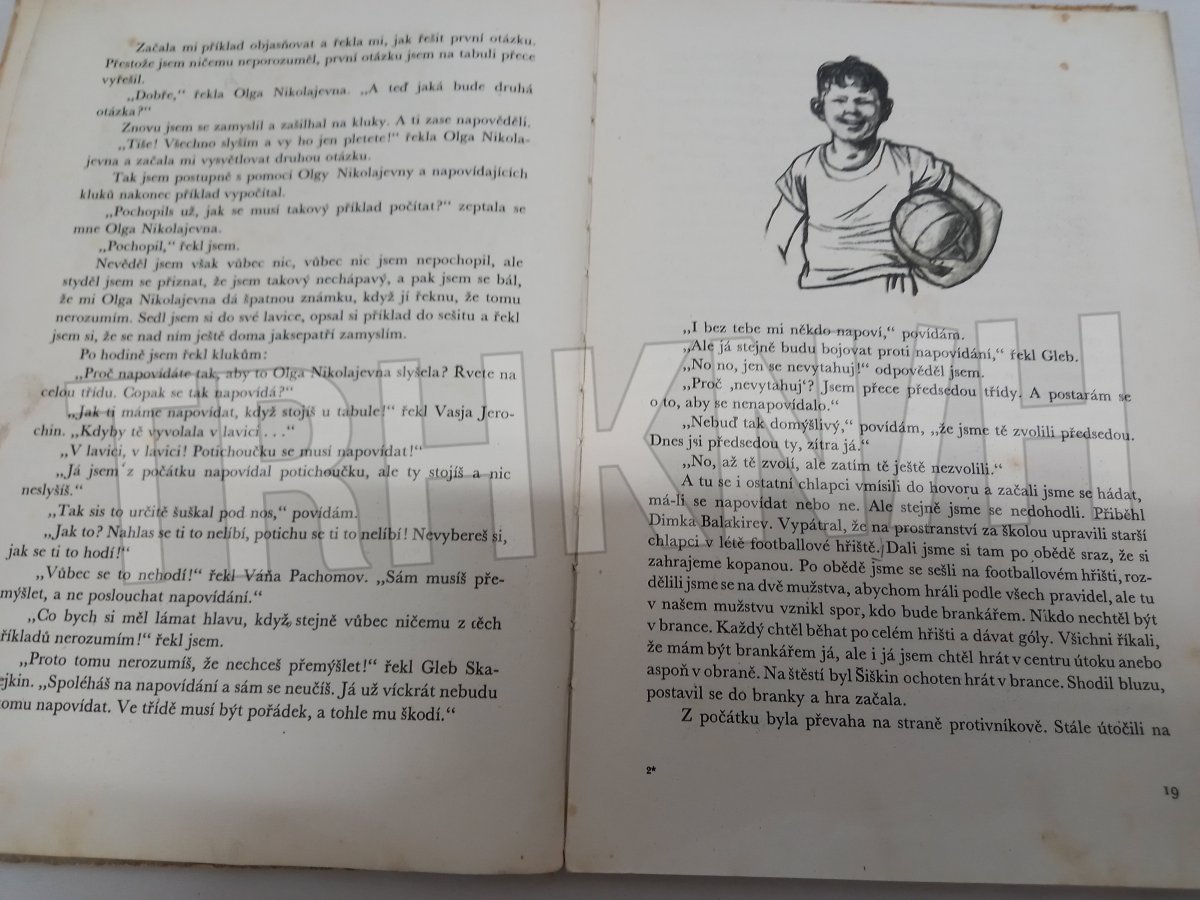 Začala mi příklad objasňovat a řekla mi, jak řešit první otázku.
Přestože jsem ničemu neporozuměl, první otázku jsem na tabuli přece
vyřešil.
„Dobře,“ řekla Olga Nikolajevna. „A teď jaká bude druhá
otázka?“
Znovu jsem se zamyslil a zašilhal na kluky. A ti zase napověděli.
„Tiše! Všechno slyším a vy ho jen pletete!“ řekla Olga Nikola-
jevna a začala mi vysvětlovat druhou otázku.
Tak jsem postupně s pomocí Olgy Nikolajevny a napovídajících
kluků nakonec příklad vypočítal.
„Pochopils už, jak se musí takový příklad počítat?“ zeptala se
mne Olga Nikolajevna.
„Pochopil,“ řekl jsem.
Nevěděl jsem však vůbec nic, vůbec nic jsem nepochopil, ale
styděl jsem se přiznat, že jsem takový nechápavý, a pak jsem se bál,
že mi Olga Nikolajevna dá špatnou známku, když jí řeknu, že tomu
nerozumím. Sedl jsem si do své lavice, opsal si příklad do sešitu a řekl
jsem si, že se nad ním ještě doma jaksepatří zamyslím.
Po hodině jsem řekl klukům:
„Proč napovídáte tak, aby to Olga Nikolajevna slyšela? Rvete na
celou třídu. Copak se tak napovídá?“
„Jak ti máme napovídat, když stojíš u tabule!“ řekl Vasja Jero-
chin. „Kdyby tě vyvolala v lavici . . .“
„V lavici, v lavici! Potichoučku se musí napovídat!“
„Já jsem z počátku napovídal potichoučku, ale ty stojíš a nic
neslyšíš.“
„Tak sis to určitě šuškal pod nos,“ povídám.
„Jak to? Nahlas se ti to nelíbí, potichu se ti to nelíbí! Nevybereš si,
jak se ti to hodí!“
„Vůbec se to nehodí!“ řekl Váňa Pachomov. „Sám musíš pře-
mýšlet, a ne poslouchat napovídání.“
„Co bych si měl lámat hlavu, když stejně vůbec ničemu z těch
říkladů nerozumím!“ řekl jsem.
„Proto tomu nerozumíš, že nechceš přemýšlet!“ řekl Gleb Ska-
ejkin. „Spoléháš na napovídání a sám se neučíš. Já už víckrát nebudu
omu napovídat. Ve třídě musí být pořádek, a tohle mu škodí.“
„I bez tebe mi někdo napoví,“ povídám.
„Ale já stejně budu bojovat proti napovídání,“ řekl Gleb.
„No no, jen se nevytahuj!“ odpověděl jsem.
„Proč ‚nevytahuj‘? Jsem přece předsedou třídy. A postarám se
o to, aby se nenapovídalo.“
„Nebuď tak domýšlivý,“ povídám, „že jsme tě zvolili předsedou.
Dnes jsi předsedou ty, zítra já.“
„No, až tě zvolí, ale zatím tě ještě nezvolili.“
A tu se i ostatní chlapci vmísili do hovoru a začali jsme se hádat,
má-li se napovídat nebo ne. Ale stejně jsme se nedohodli. Přiběhl
Dimka Balakirev. Vypátral, že na prostranství za školou upravili starší
chlapci v létě footballové hřiště. Dali jsme si tam po obědě sraz, že si
zahrajeme kopanou. Po obědě jsme se sešli na footballovém hřišti, roz-
dělili jsme se na dvě mužstva, abychom hráli podle všech pravidel, ale tu
v našem mužstvu vznikl spor, kdo bude brankářem. Nikdo nechtěl být
v brance. Každý chtěl běhat po celém hřišti a dávat góly. Všichni říkali,
že mám být brankářem já, ale i já jsem chtěl hrát v centru útoku anebo
aspoň v obraně. Na štěstí byl Šiškin ochoten hrát v brance. Shodil bluzu,
postavil se do branky a hra začala.
Z počátku byla převaha na straně protivníkově. Stále útočili na
2*
19
TRHKNIH